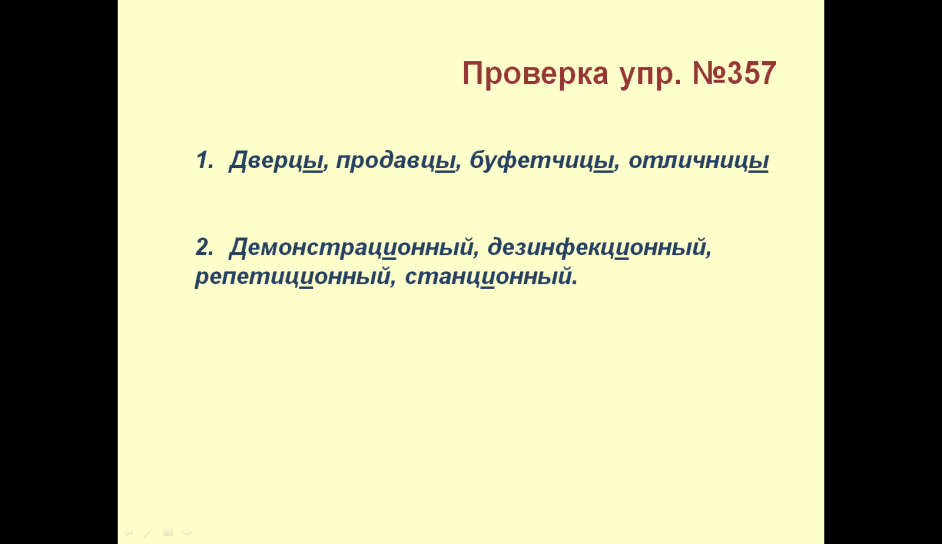 Проверка упр. №357
1. Дверцы, продавцы, буфетчицы, отличницы
2. Демонстрационный, дезинфекционный,
репетиционный, станционный.